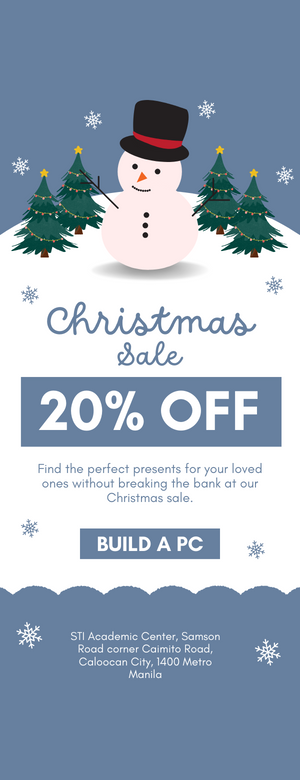 Christmas
Sale
20% OFF
Find the perfect presents for your loved
ones without breaking the bank at our
Christmas sale.
BUILD A PC
STI Academic Center, Samson
Road corner Caimito Road,
Caloocan City, 1400 Metro
Manila